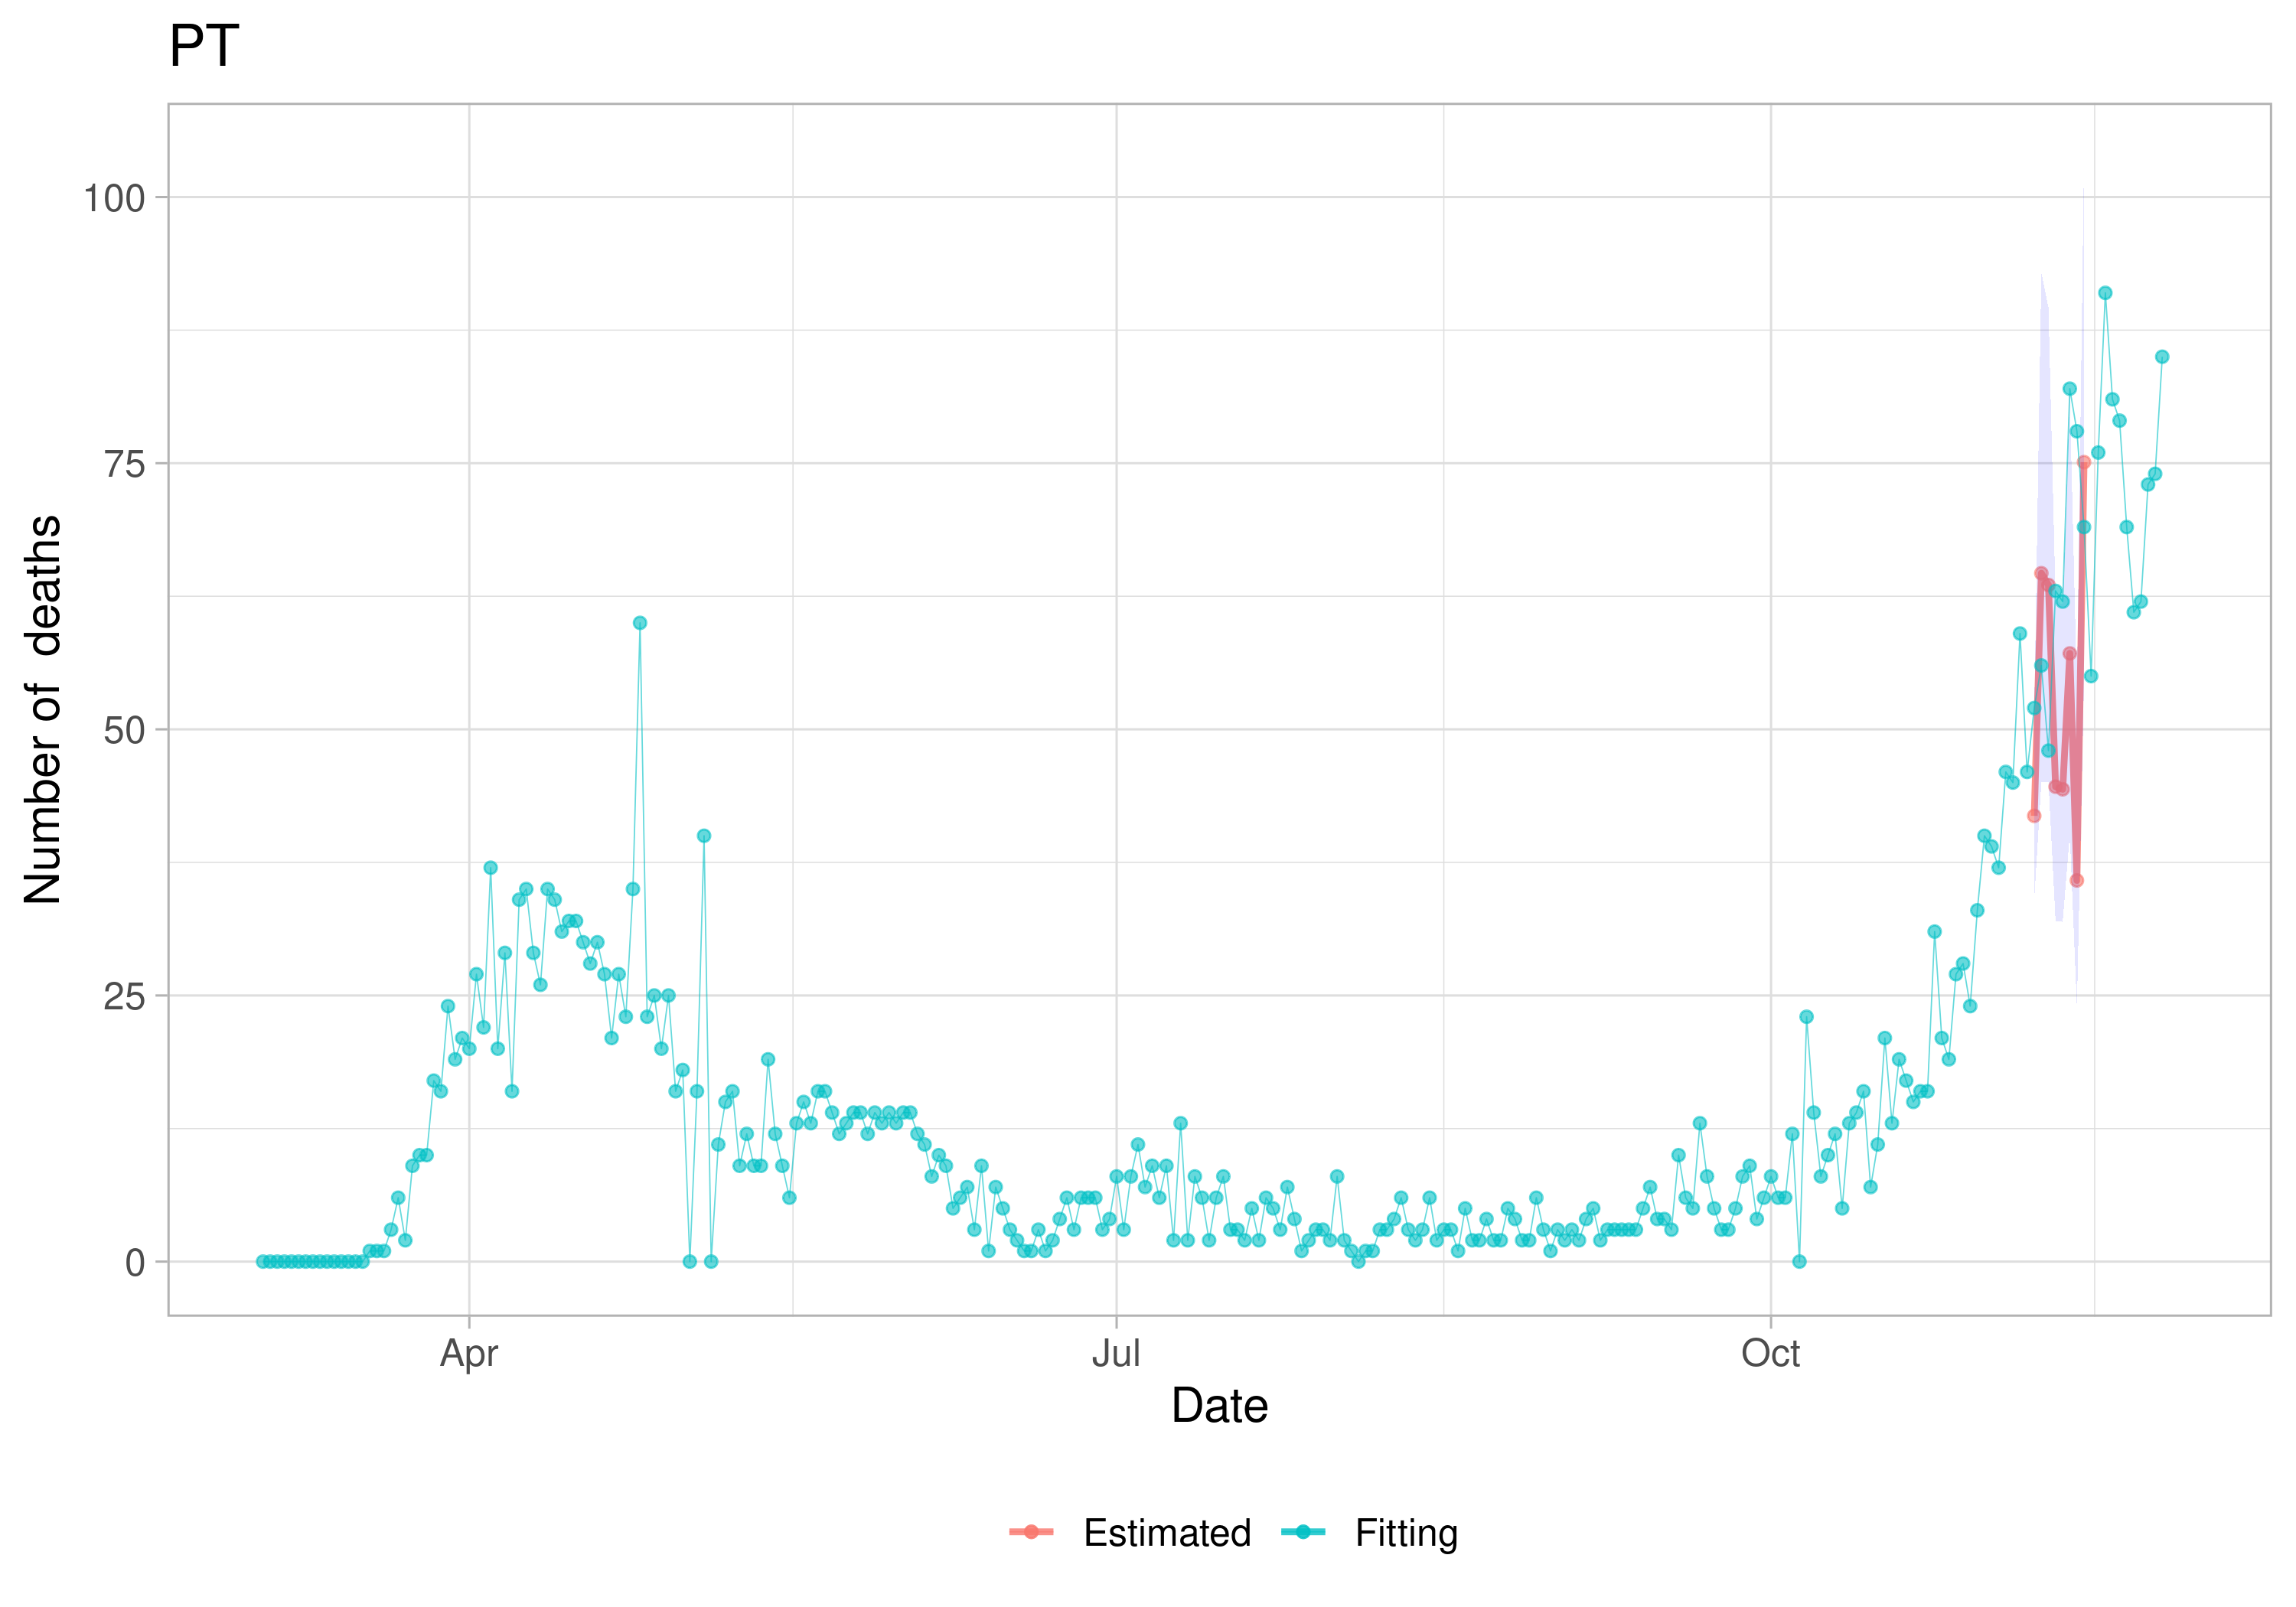 PT
Number of deaths
100
75
50
25
0
Apr
Jul
Oct
Date
Estimated
Fitting